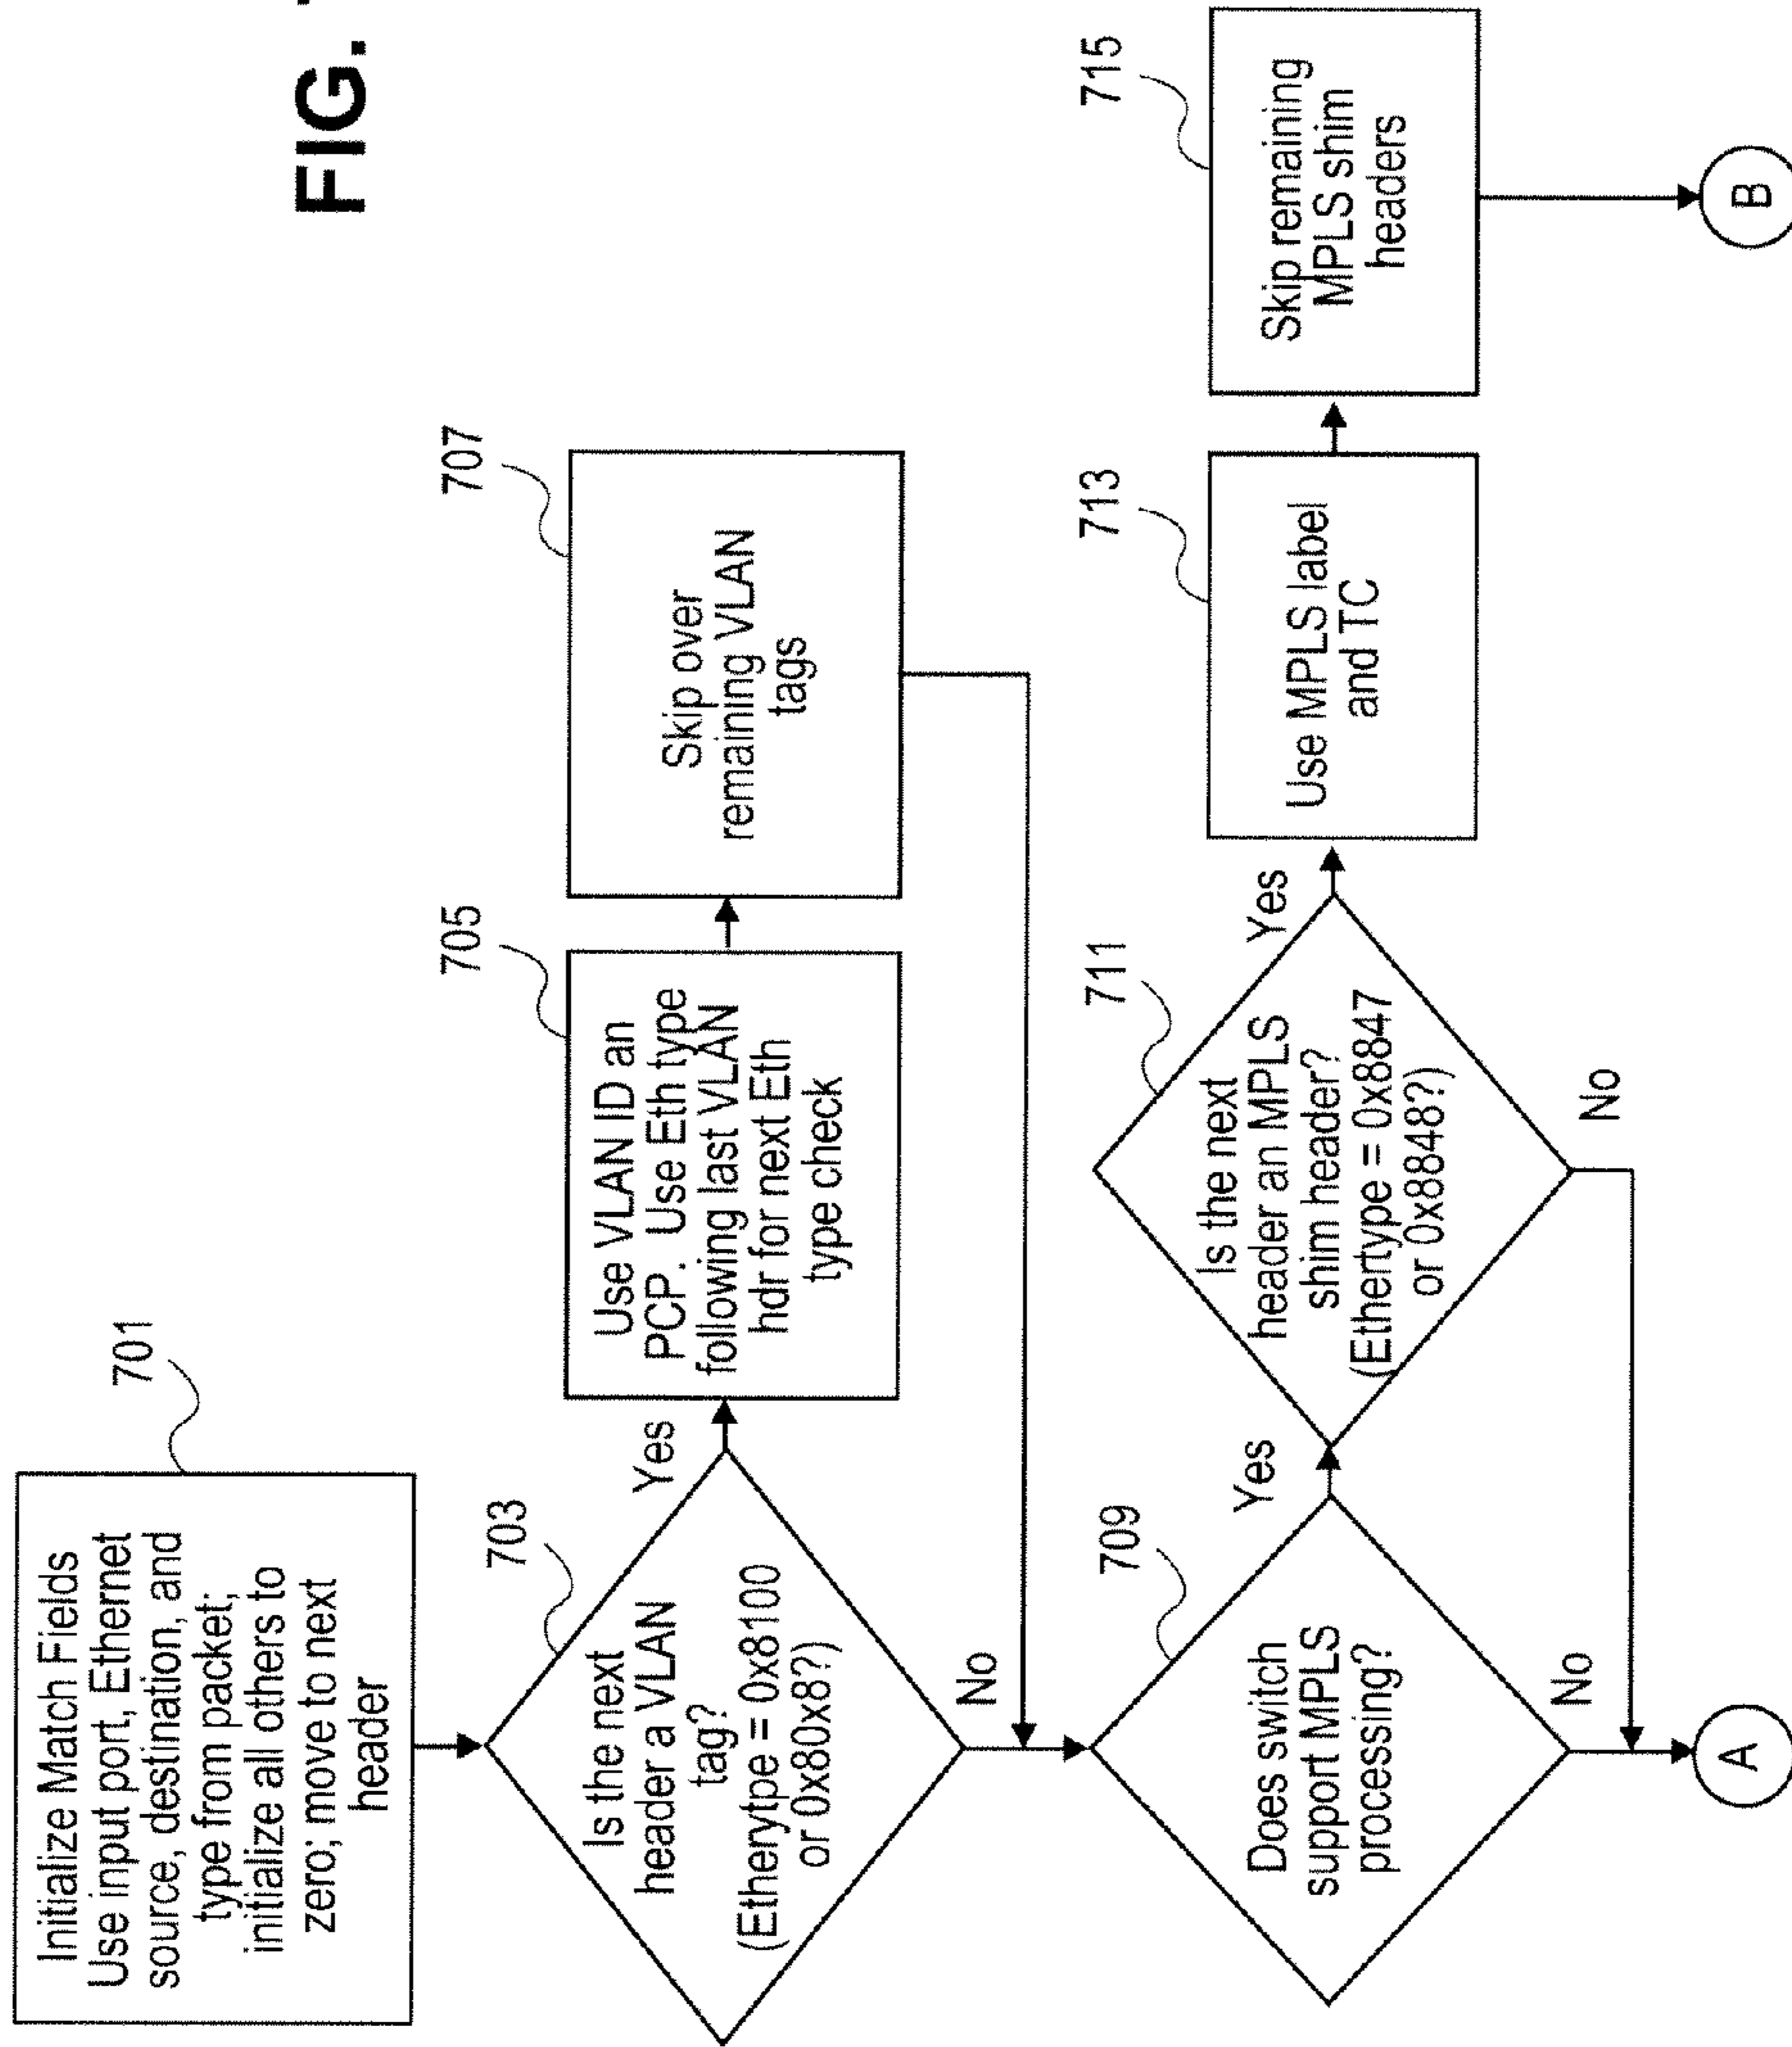 FIG.
701
Initialize Match Fields
Use input port, Ethernet
source, destination, and
type from packet;
initialize all others to
zero; move to next
header
703
Is the next
header a VLAN
tag?
(Etherytpe = 0x8100
or 0x80x8?)
Yes
No
705
Use VLAN ID an
PCP. Use Eth type
following last VLAN
hdr for next Eth
type check
707
Skip over
remaining VLAN
tags
709
Does switch
support MPLS
processing?
Yes
No
711
Is the next
header an MPLS
shim header?
(Ethertype = 0x8847
or 0x8848?)
Yes
No
713
Use MPLS label
and TC
715
Skip remaining
MPLS shim
headers
A
B